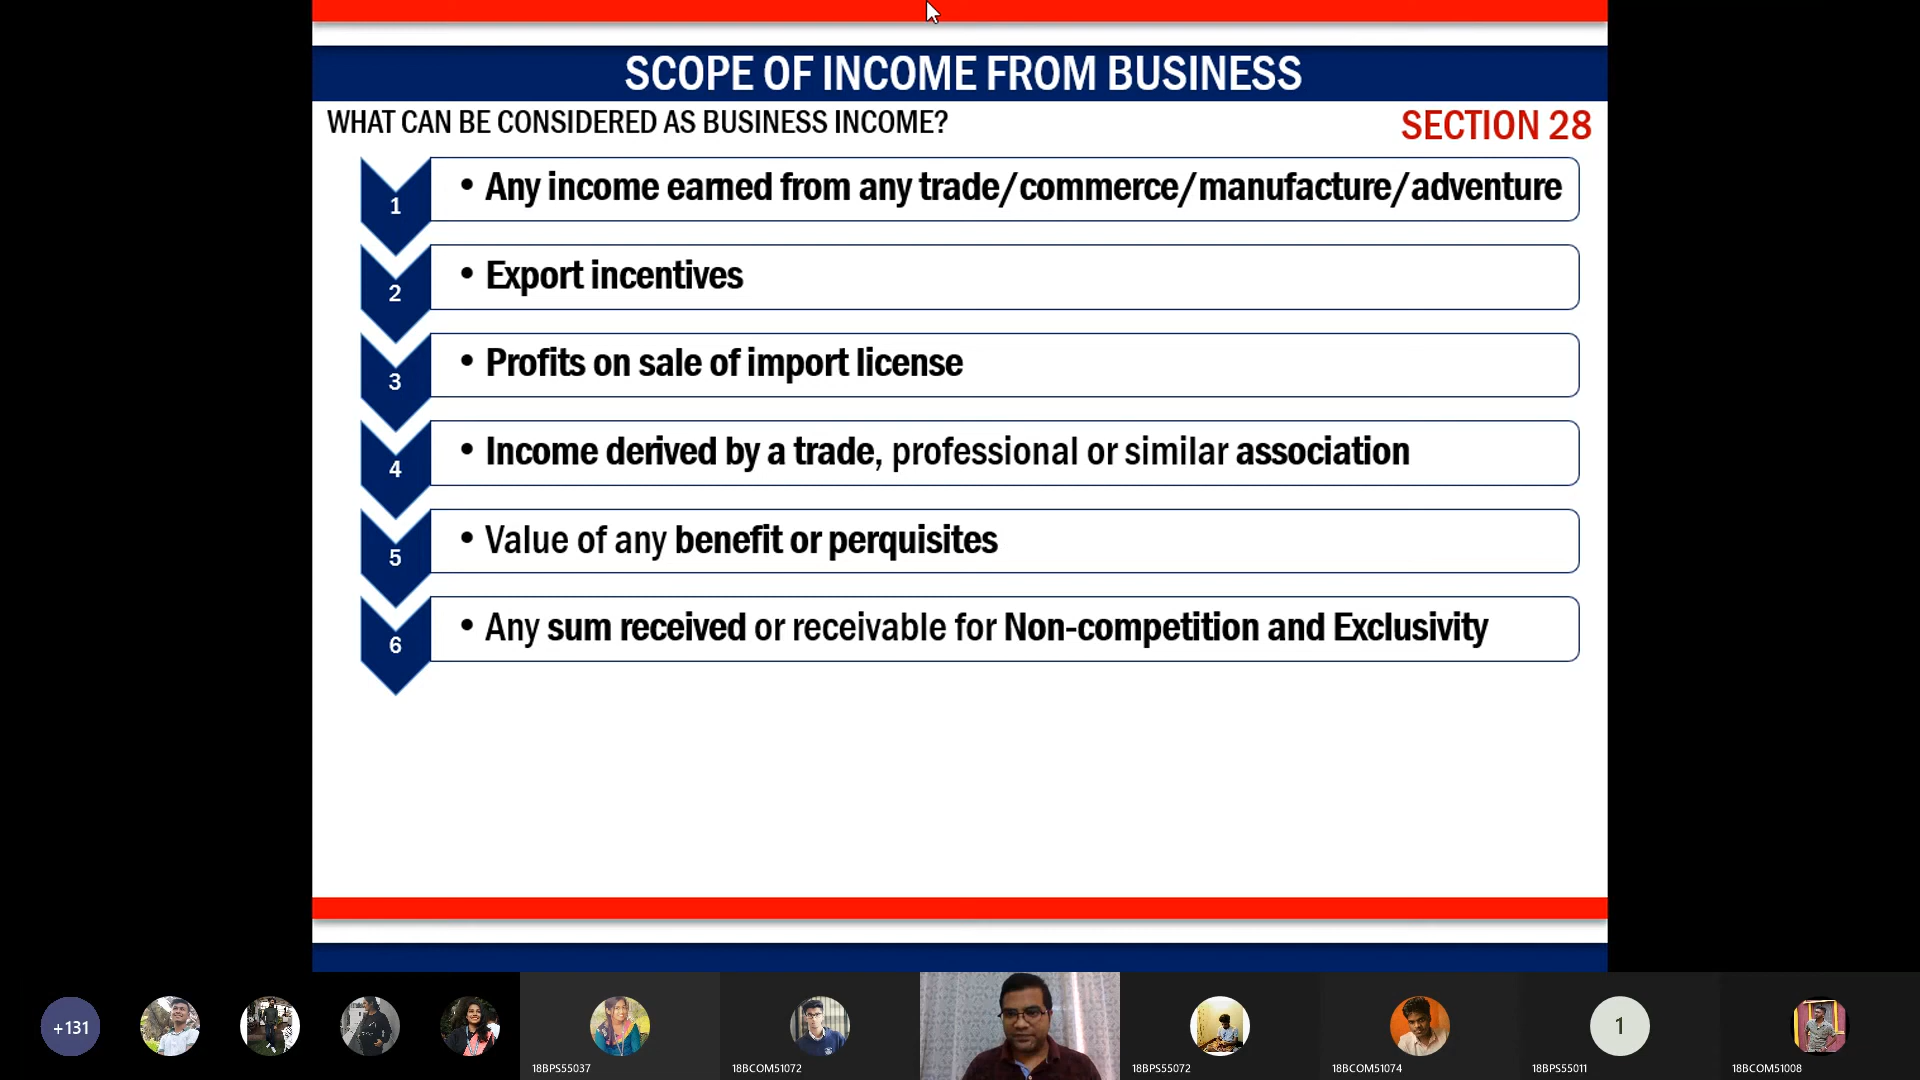 SCOPE OF INCOME FROM BUSINESS
WHAT CAN BE CONSIDERED AS BUSINESS INCOME?
SECTION 28
1
• Any income earned from any trade/commerce/manufacture/adventure
2
• Export incentives
3
• Profits on sale of import license
4
• Income derived by a trade, professional or similar association
5
• Value of any benefit or perquisites
6
• Any sum received or receivable for Non-competition and Exclusivity
+131
1
18BPS55037
18BCOM51072
18BPS55072
18BCOM51074
18BPS55011
18BCOM51008